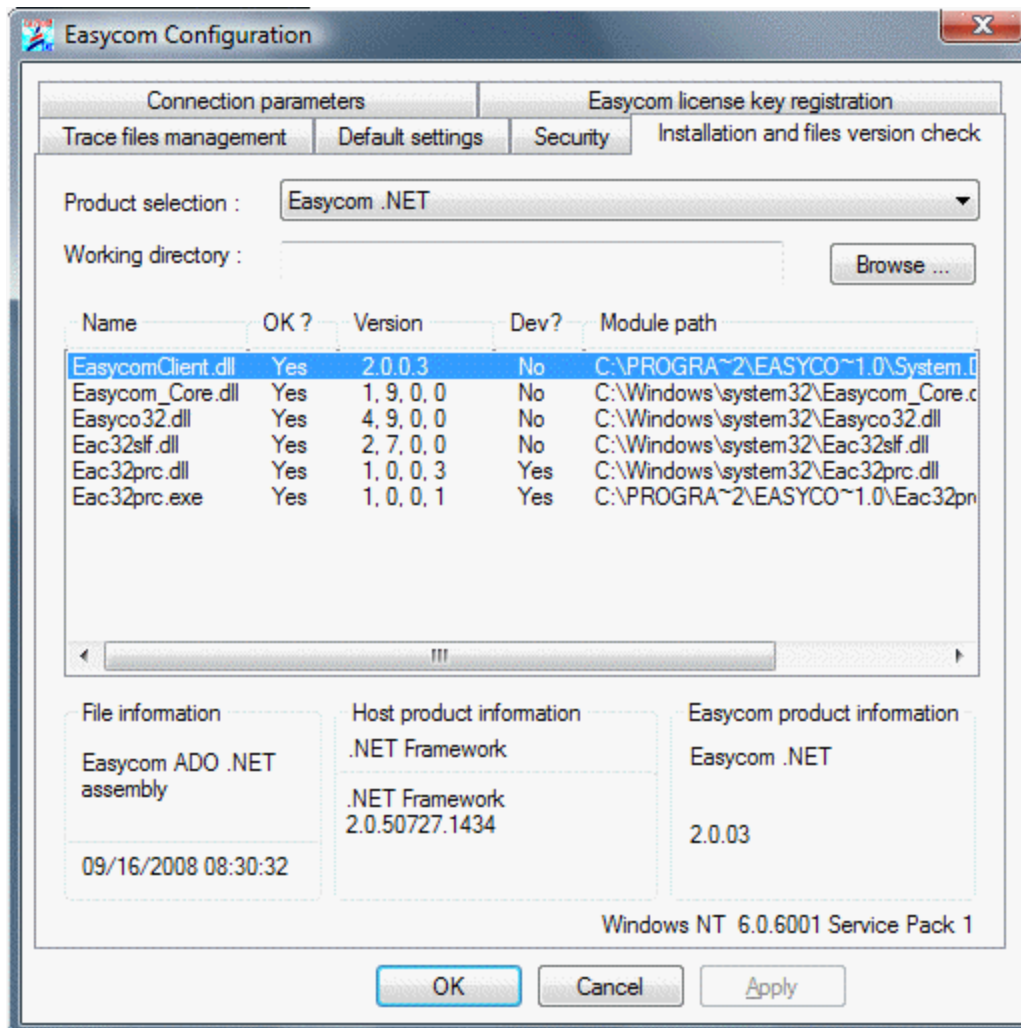 Easycom Configuration
Connection parameters Easycom license key registration
Trace files management Default settings Security Installation and files version check
Product selection : Easycom .NET
Working directory : Browse ...
Name OK ? Version Dev? Module path
EasycomClient.dll Yes 2.0.0.3 No C:\PROGRA~2\EASYCO~1.0\System.D
Easycom_Core.dll Yes 1, 9, 0, 0 No C:\Windows\system32\Easycom_Core.d
Easyco32.dll Yes 4, 9, 0, 0 No C:\Windows\system32\Easyco32.dll
Eac32slf.dll Yes 2, 7, 0, 0 No C:\Windows\system32\Eac32slf.dll
Eac32prc.dll Yes 1, 0, 0, 3 Yes C:\Windows\system32\Eac32prc.dll
Eac32prc.exe Yes 1, 0, 0, 1 Yes C:\PROGRA~2\EASYCO~1.0\Eac32prc
File information Host product information Easycom product information
.NET Framework
Easycom ADO .NET Easycom .NET
assembly
.NET Framework
2.0.50727.1434
2.0.03
09/16/2008 08:30:32
Windows NT 6.0.6001 Service Pack 1
OK Cancel Apply